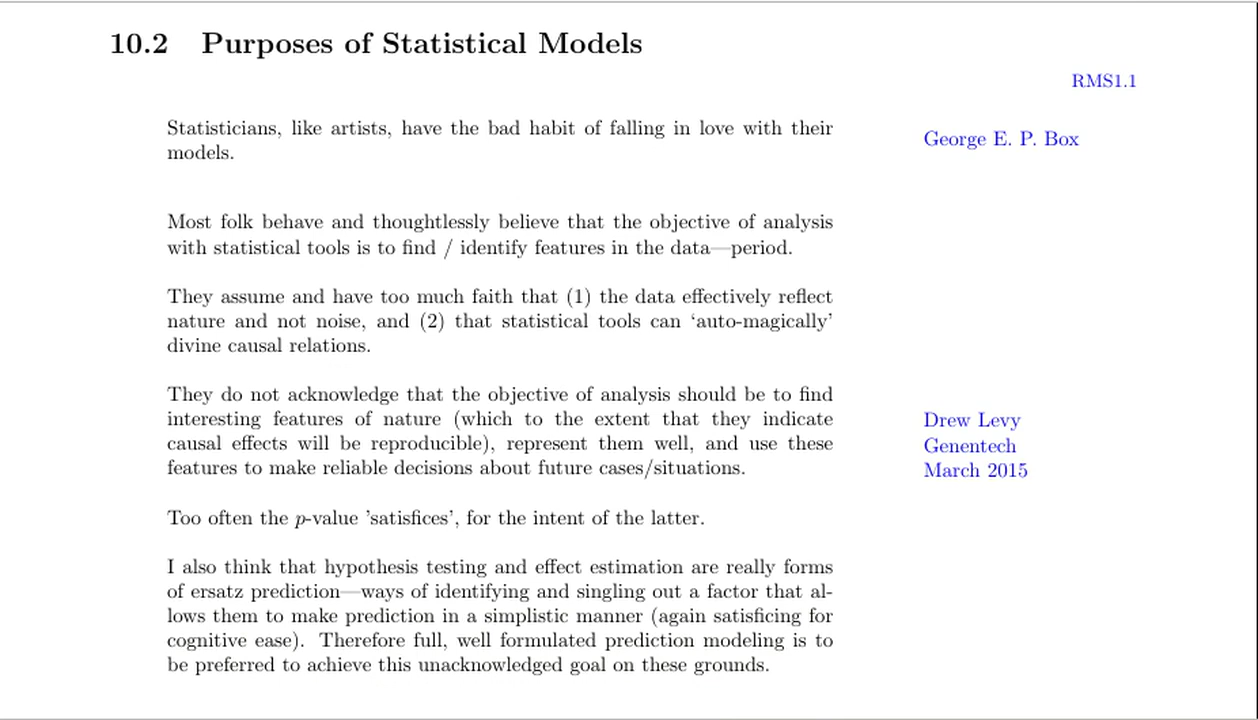 10.2 Purposes of Statistical Models
RMS1.1
Statisticians, like artists, have the bad habit of falling in love with their
models.
George E. P. Box
Most folk behave and thoughtlessly believe that the objective of analysis
with statistical tools is to find / identify features in the data—period.
They assume and have too much faith that (1) the data effectively reflect
nature and not noise, and (2) that statistical tools can ‘auto-magically’
divine causal relations.
They do not acknowledge that the objective of analysis should be to find
interesting features of nature (which to the extent that they indicate
causal effects will be reproducible), represent them well, and use these
features to make reliable decisions about future cases/situations.
Drew Levy
Genentech
March 2015
Too often the p-value ’satisfices’, for the intent of the latter.
I also think that hypothesis testing and effect estimation are really forms
of ersatz prediction—ways of identifying and singling out a factor that al-
lows them to make prediction in a simplistic manner (again satisficing for
cognitive ease). Therefore full, well formulated prediction modeling is to
be preferred to achieve this unacknowledged goal on these grounds.